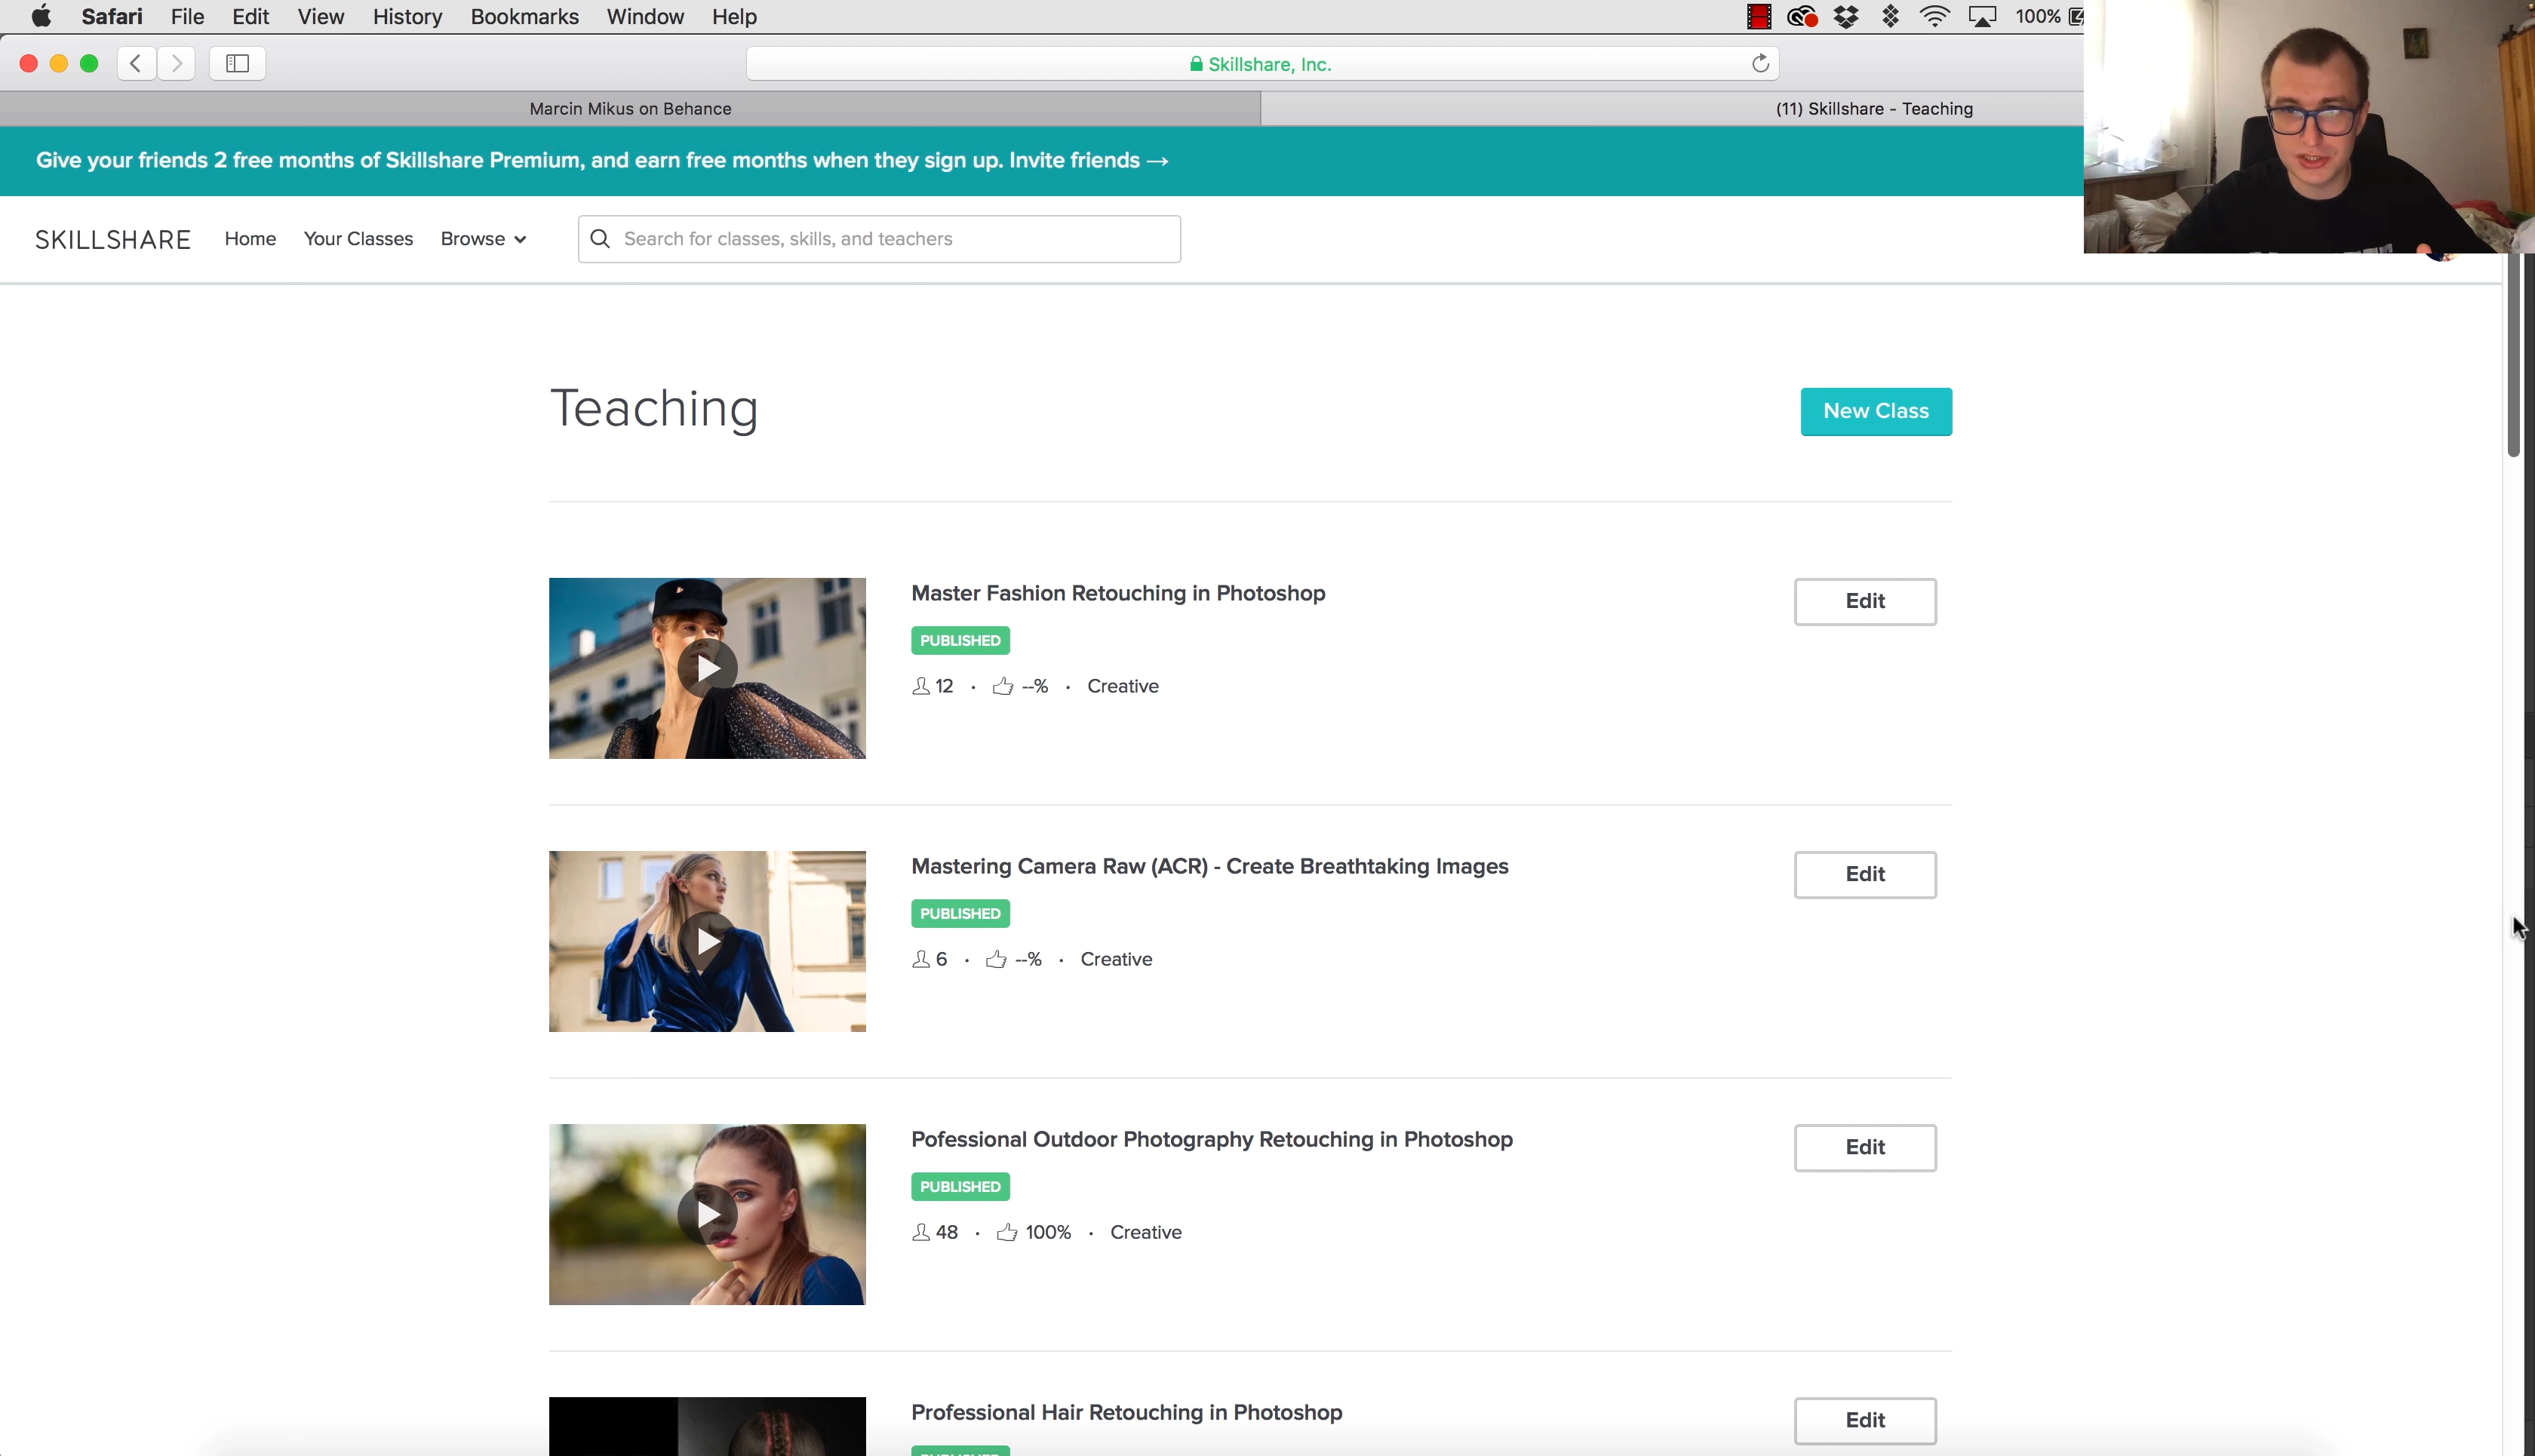 Safari File Edit View History Bookmarks Window Help 100%
Skillshare, Inc.
Marcin Mikus on Behance (11) Skillshare - Teaching
Give your friends 2 free months of Skillshare Premium, and earn free months when they sign up. Invite friends →
SKILLSHARE Home Your Classes Browse Search for classes, skills, and teachers
Teaching New Class
Master Fashion Retouching in Photoshop Edit
PUBLISHED
12 · --% · Creative
Mastering Camera Raw (ACR) - Create Breathtaking Images Edit
PUBLISHED
6 · --% · Creative
Pofessional Outdoor Photography Retouching in Photoshop Edit
PUBLISHED
48 · 100% · Creative
Professional Hair Retouching in Photoshop Edit